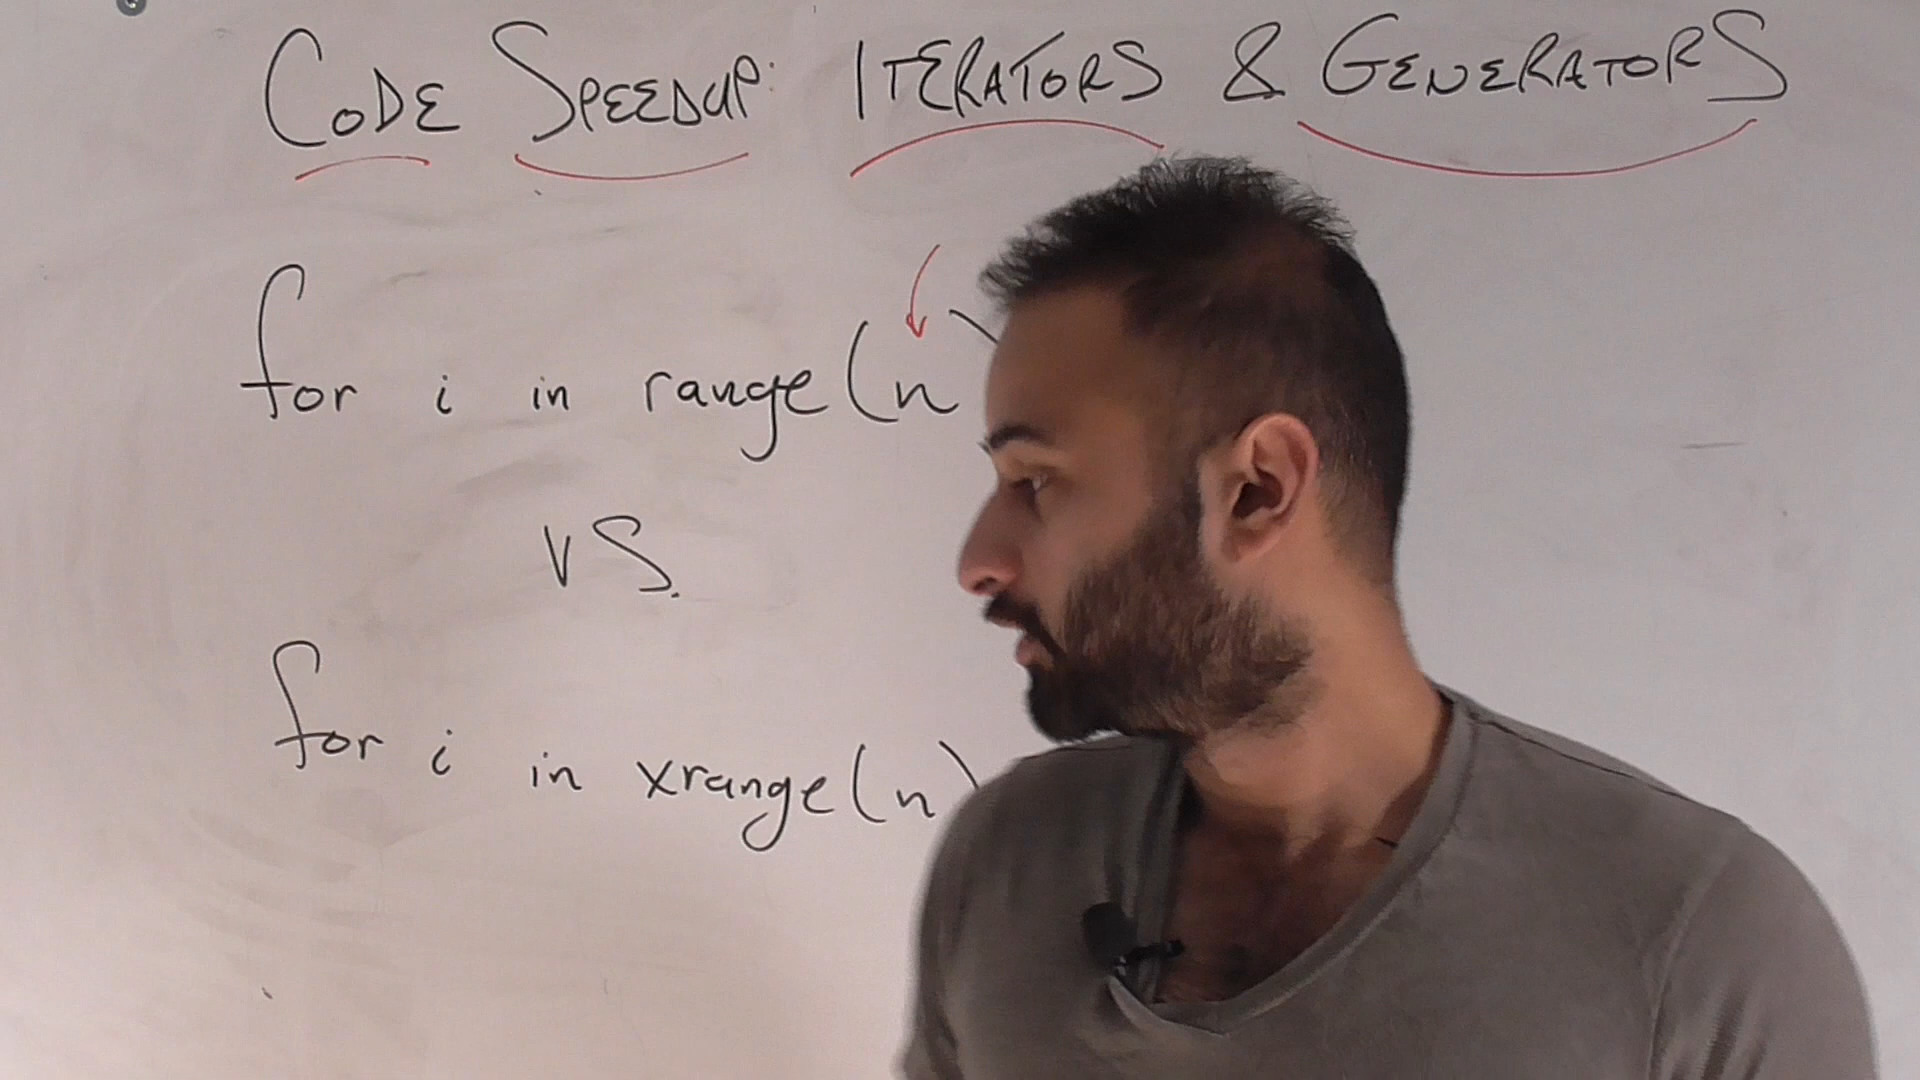 CODE SPEEDUP: ITERATORS & GENERATORS
for i in range(n)
VS.
for i in xrange(n)